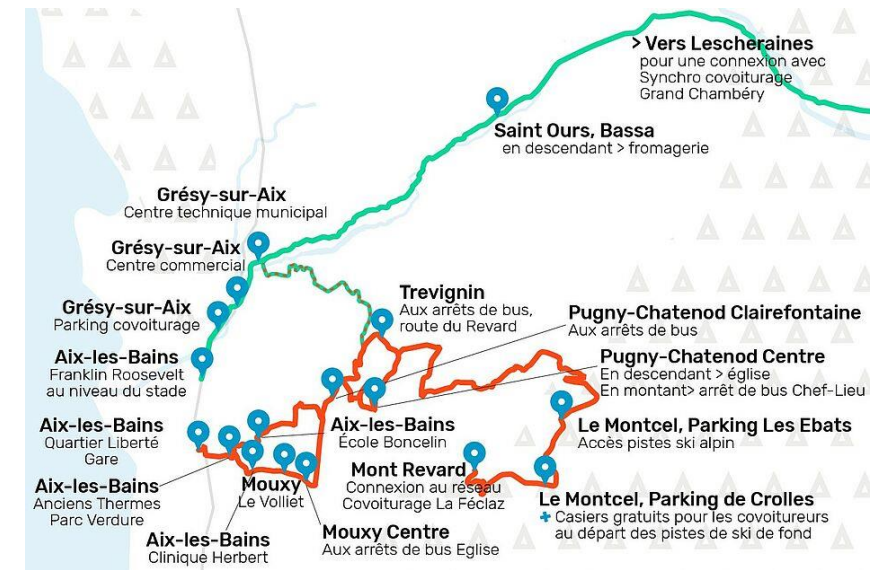 > Vers Lescheraines
pour une connexion avec
Synchro covoiturage
Grand Chambéry
Saint Ours, Bassa
en descendant > fromagerie
Grésy-sur-Aix
Centre technique municipal
Grésy-sur-Aix
Centre commercial
Grésy-sur-Aix
Parking covoiturage
Trevignin
Aux arrêts de bus,
route du Revard
Pugny-Chatenod Clairefontaine
Aux arrêts de bus
Pugny-Chatenod Centre
En descendant > église
En montant> arrêt de bus Chef-Lieu
Aix-les-Bains
Franklin Roosevelt
au niveau du stade
Aix-les-Bains
Quartier Liberté
Gare
Aix-les-Bains
École Boncelin
Le Montcel, Parking Les Ebats
Accès pistes ski alpin
Aix-les-Bains
Anciens Thermes
Parc Verdure
Mouxy
Le Volliet
Mont Revard
Connexion au réseau
Covoiturage La Féclaz
Le Montcel, Parking de Crolles
+ Casiers gratuits pour les covoitureurs
au départ des pistes de ski de fond
Aix-les-Bains
Clinique Herbert
Mouxy Centre
Aux arrêts de bus Eglise